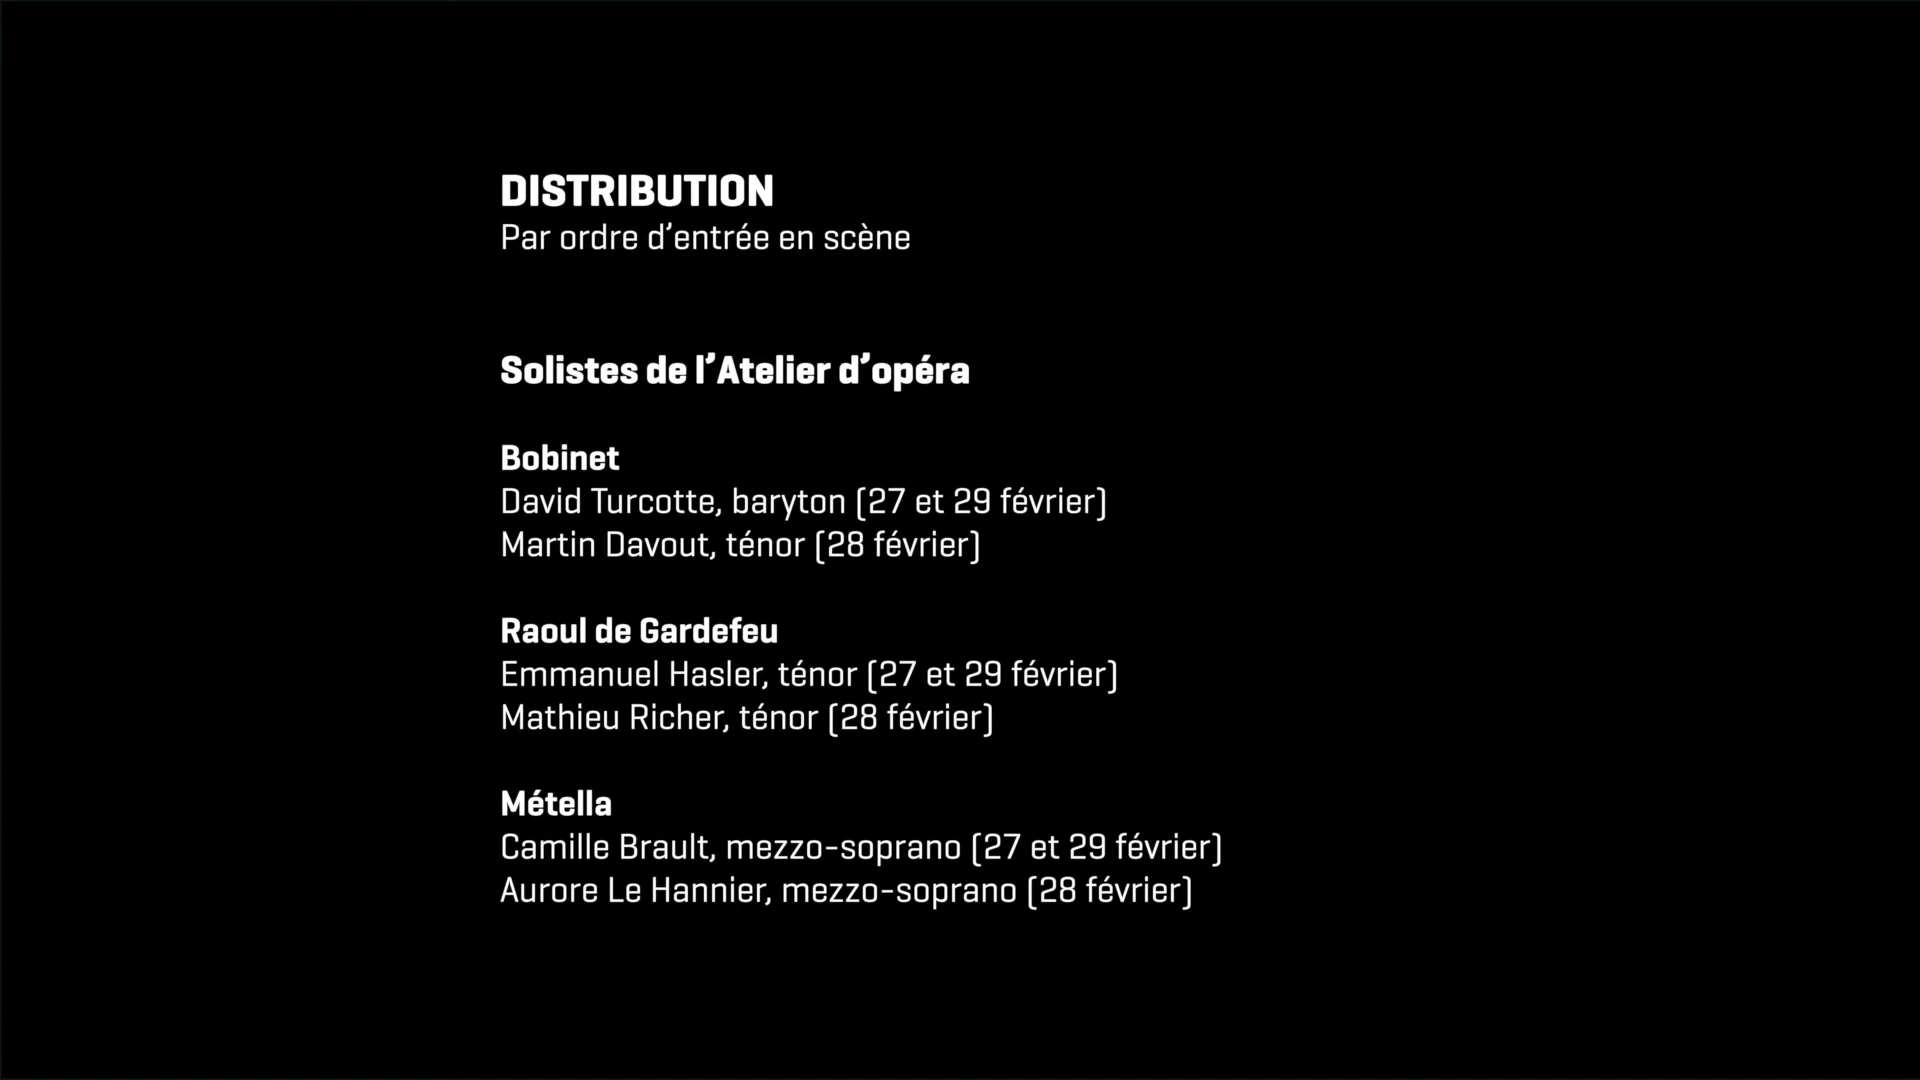 DISTRIBUTION
Par ordre d’entrée en scène
Solistes de l’Atelier d’opéra
Bobinet
David Turcotte, baryton (27 et 29 février)
Martin Davout, ténor (28 février)
Raoul de Gardefeu
Emmanuel Hasler, ténor (27 et 29 février)
Mathieu Richer, ténor (28 février)
Métella
Camille Brault, mezzo-soprano (27 et 29 février)
Aurore Le Hannier, mezzo-soprano (28 février)